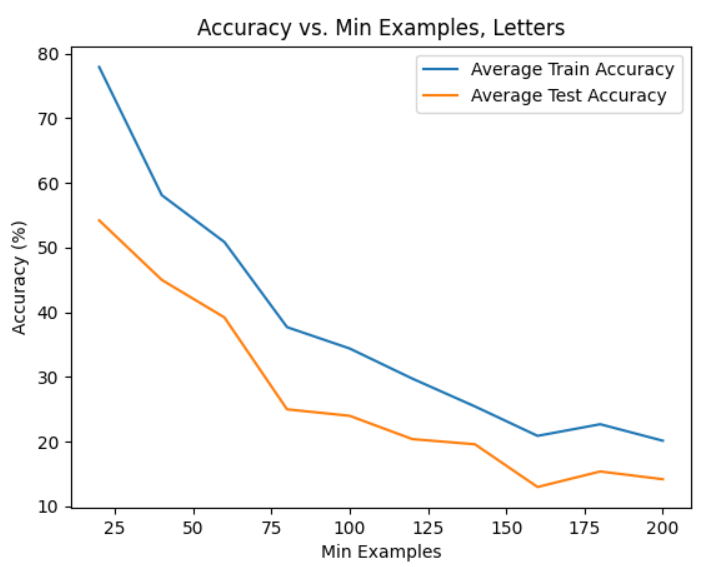 Accuracy vs. Min Examples, Letters
Average Train Accuracy
Average Test Accuracy
80
70
60
50
40
30
20
10
Accuracy (%)
25 50 75 100 125 150 175 200
Min Examples